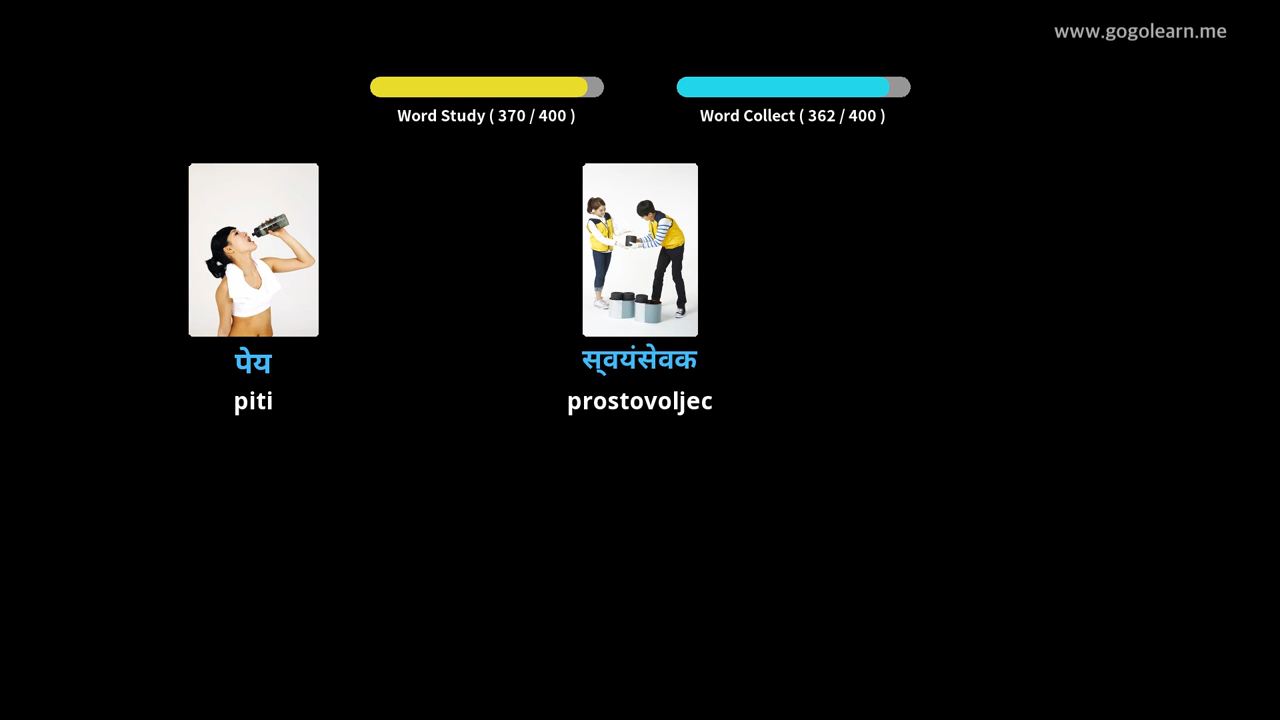 www.gogolearn.me
Word Study ( 370 / 400 )
Word Collect ( 362 / 400 )
पेय
piti
स्वयंसेवक
prostovoljec